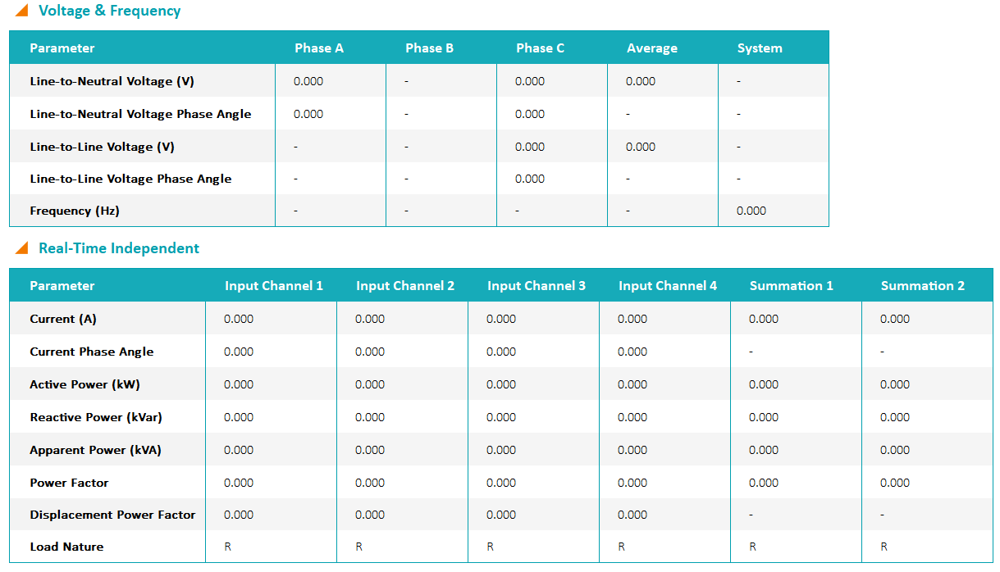 Voltage & Frequency
Parameter Phase A Phase B Phase C Average System
Line-to-Neutral Voltage (V) 0.000 - 0.000 0.000 -
Line-to-Neutral Voltage Phase Angle 0.000 - 0.000 - -
Line-to-Line Voltage (V) - - 0.000 0.000 -
Line-to-Line Voltage Phase Angle - - 0.000 - -
Frequency (Hz) - - - - 0.000
Real-Time Independent
Parameter Input Channel 1 Input Channel 2 Input Channel 3 Input Channel 4 Summation 1 Summation 2
Current (A) 0.000 0.000 0.000 0.000 0.000 0.000
Current Phase Angle 0.000 0.000 0.000 0.000 - -
Active Power (kW) 0.000 0.000 0.000 0.000 0.000 0.000
Reactive Power (kVar) 0.000 0.000 0.000 0.000 0.000 0.000
Apparent Power (kVA) 0.000 0.000 0.000 0.000 0.000 0.000
Power Factor 0.000 0.000 0.000 0.000 0.000 0.000
Displacement Power Factor 0.000 0.000 0.000 0.000 - -
Load Nature R R R R R R